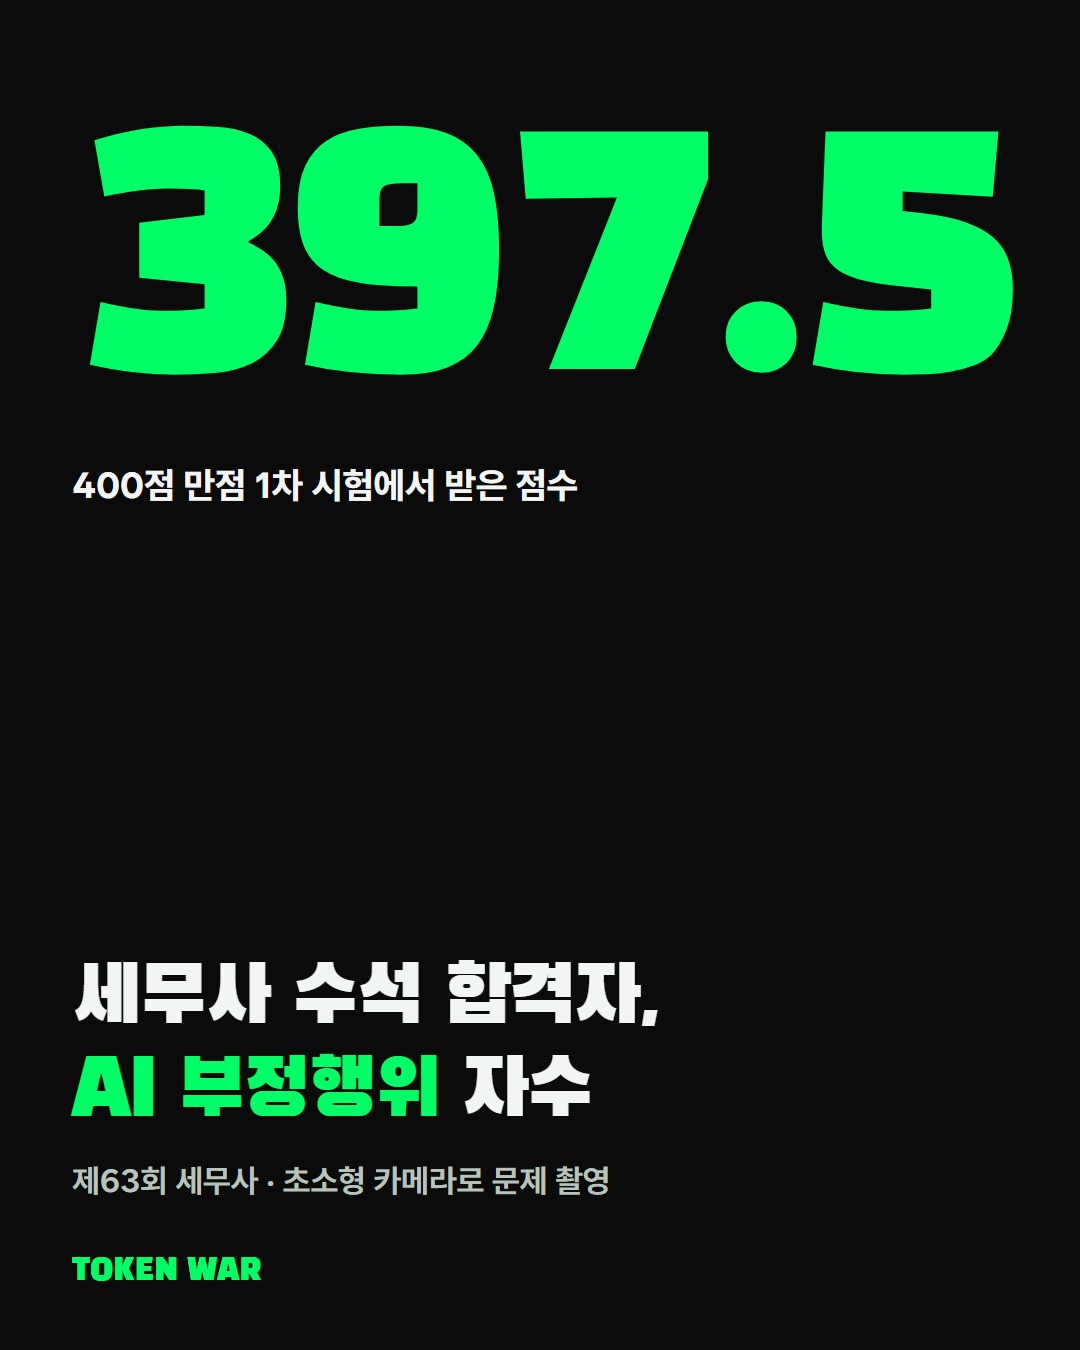 397.5
400점 만점 1차 시험에서 받은 점수
세무사 수석 합격자,
AI 부정행위 자수
제63회 세무사 · 초소형 카메라로 문제 촬영
TOKEN WAR